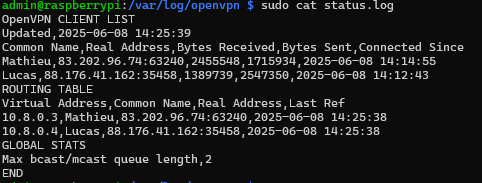 admin@raspberrypi:/var/log/openvpn $ sudo cat status.log
OpenVPN CLIENT LIST
Updated,2025-06-08 14:25:39
Common Name,Real Address,Bytes Received,Bytes Sent,Connected Since
Mathieu,83.202.96.74:63240,2455548,1715934,2025-06-08 14:14:55
Lucas,88.176.41.162:35458,1389739,2547350,2025-06-08 14:12:43
ROUTING TABLE
Virtual Address,Common Name,Real Address,Last Ref
10.8.0.3,Mathieu,83.202.96.74:63240,2025-06-08 14:25:38
10.8.0.4,Lucas,88.176.41.162:35458,2025-06-08 14:25:38
GLOBAL STATS
Max bcast/mcast queue length,2
END